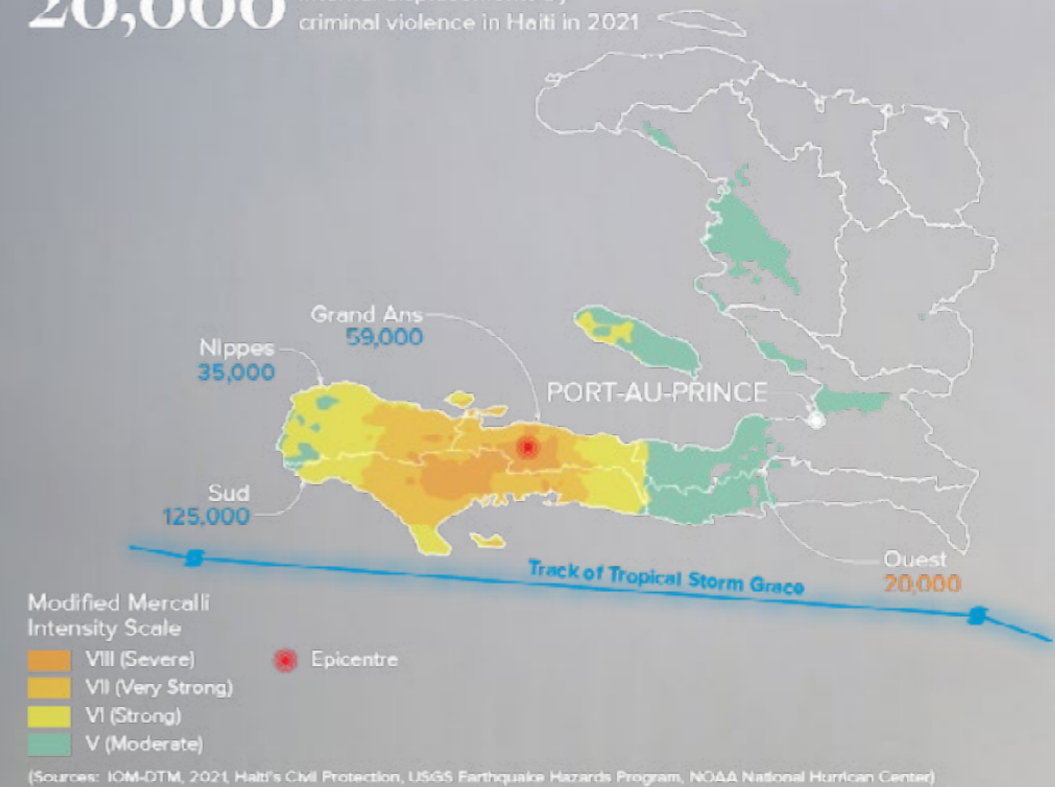 20,000
criminal violence in Haiti in 2021
Grand Ans
59,000
Nippes
35,000
PORT-AU-PRINCE
Sud
125,000
Ouest
20,000
Track of Tropical Storm Grace
Modified Mercalli
Intensity Scale
VIII (Severe)
Epicentre
VII (Very Strong)
VI (Strong)
V (Moderate)
(Sources: IOM-DTM, 2021, Haiti's Civil Protection, USGS Earthquake Hazards Program, NOAA National Hurrican Center)